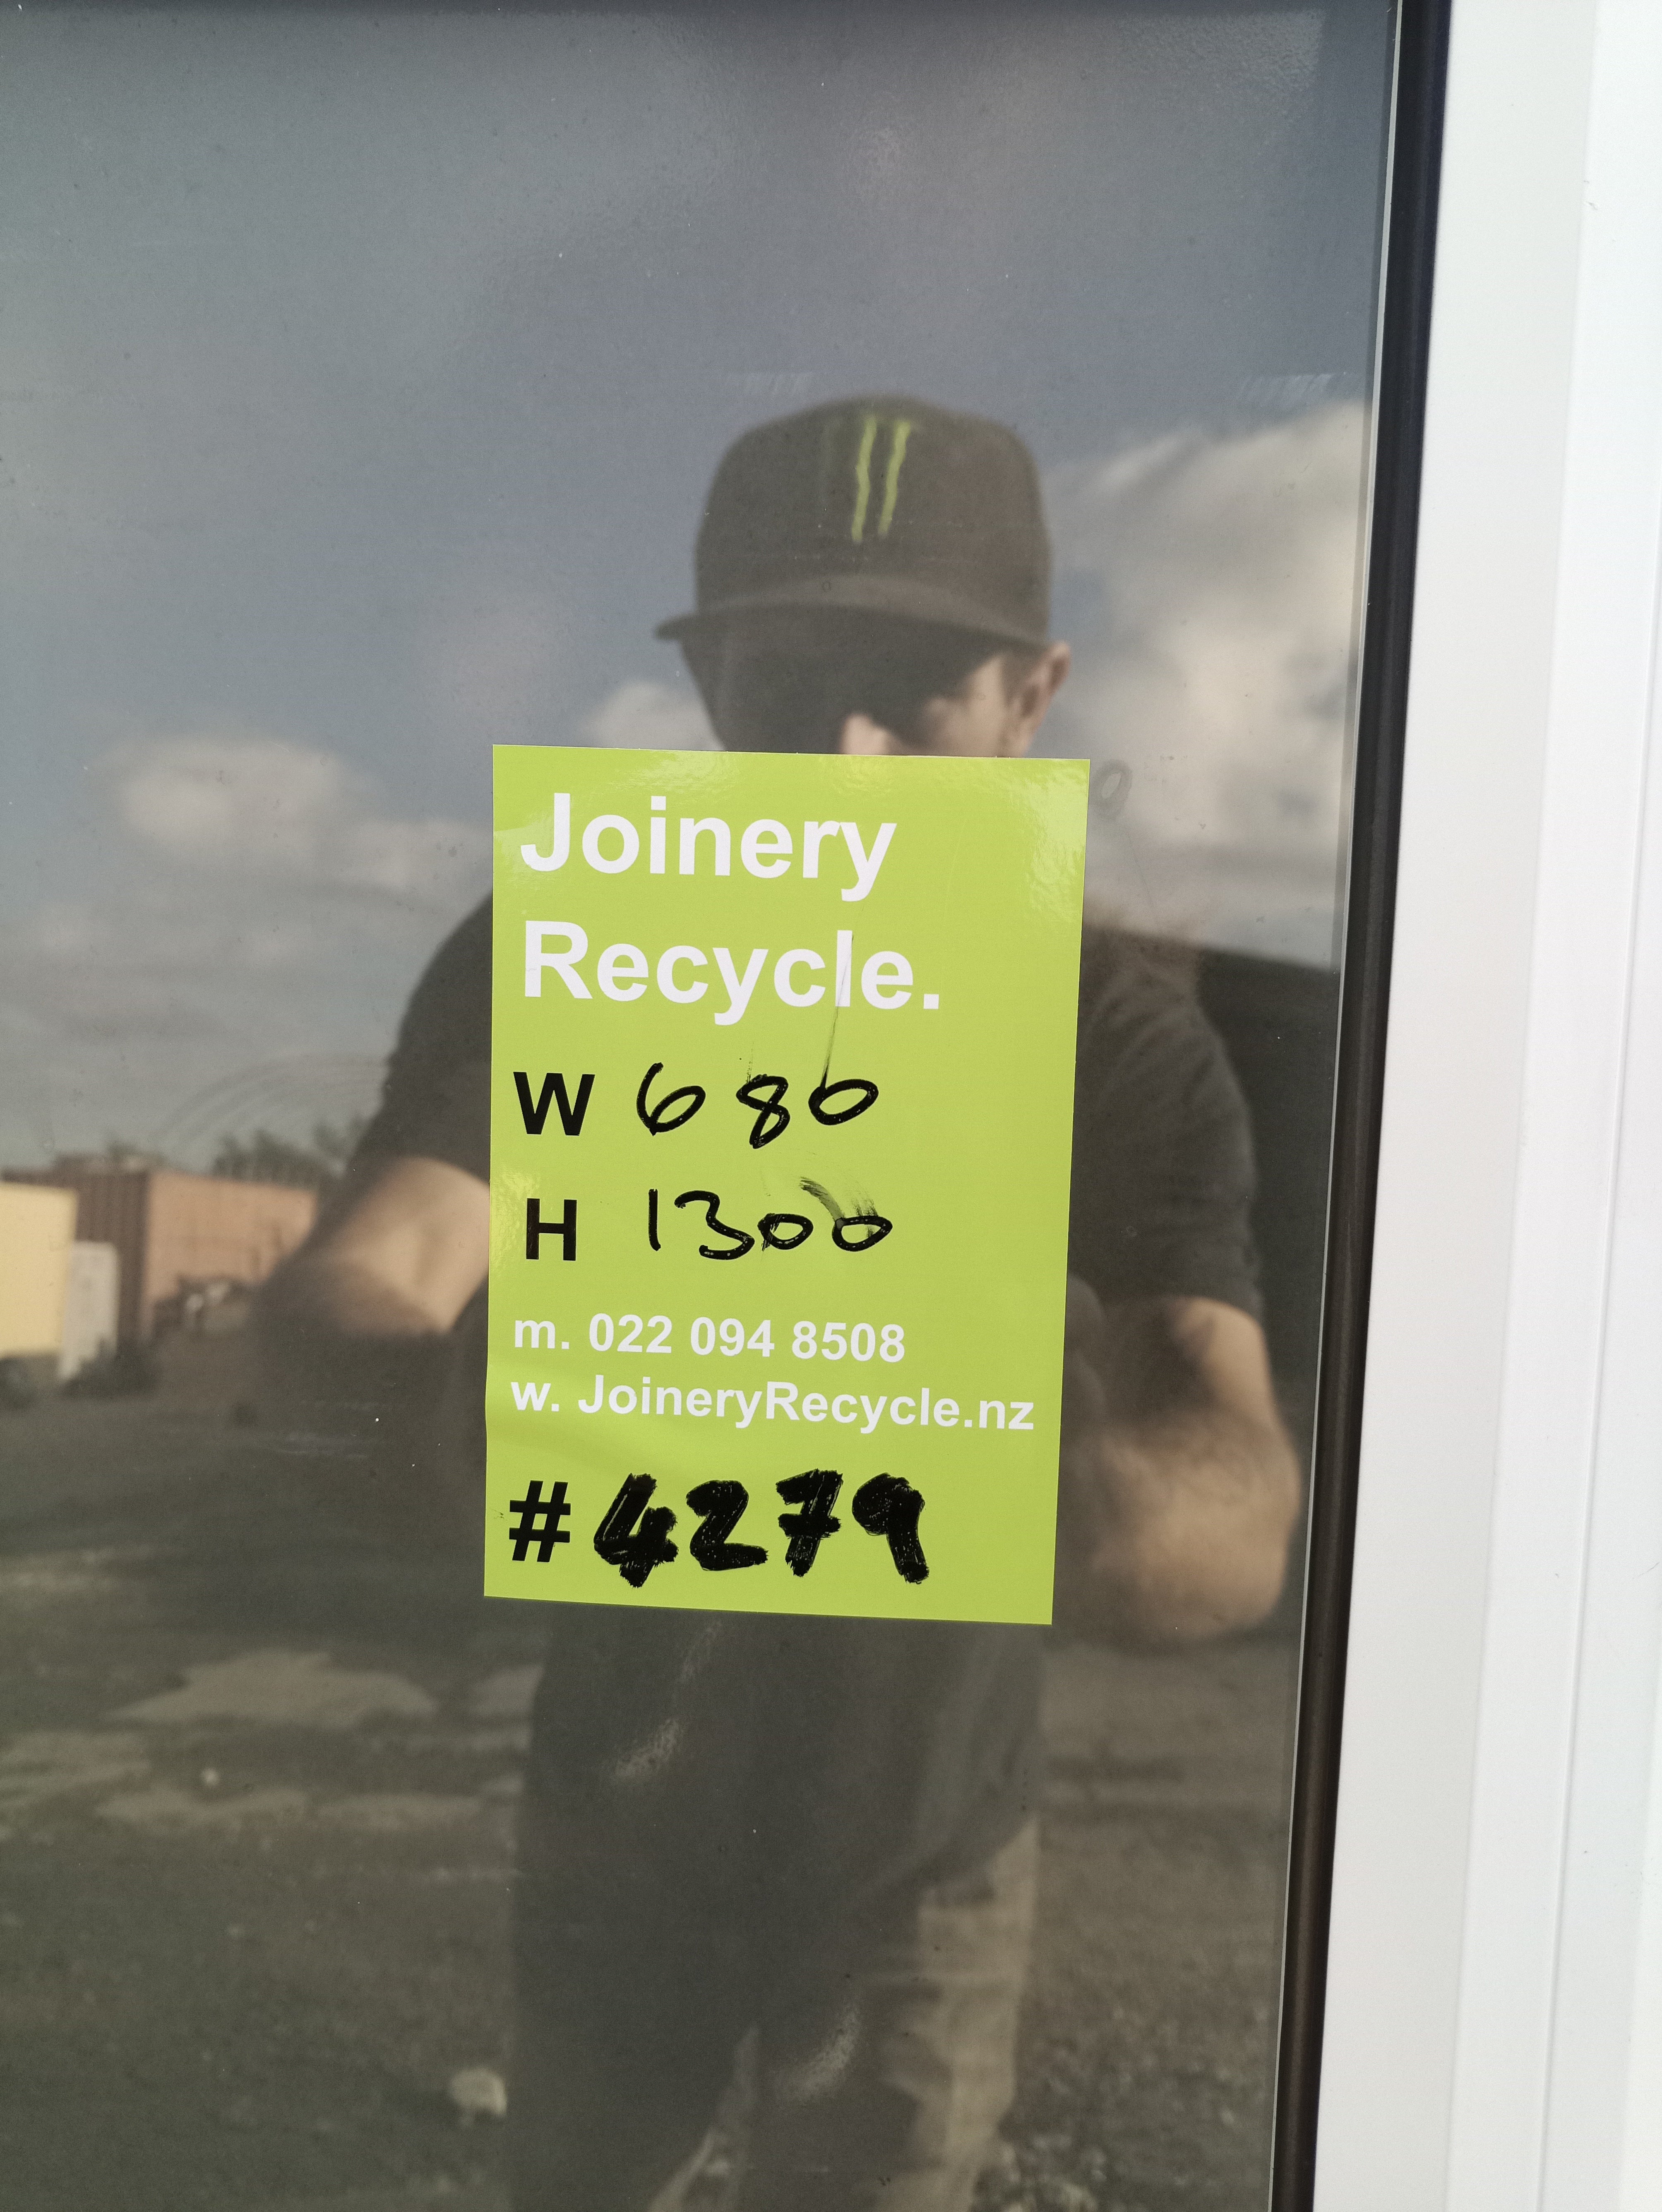 Joinery
Recycle.
W 680
H 1300
m. 022 094 8508
w. JoineryRecycle.nz
#4279